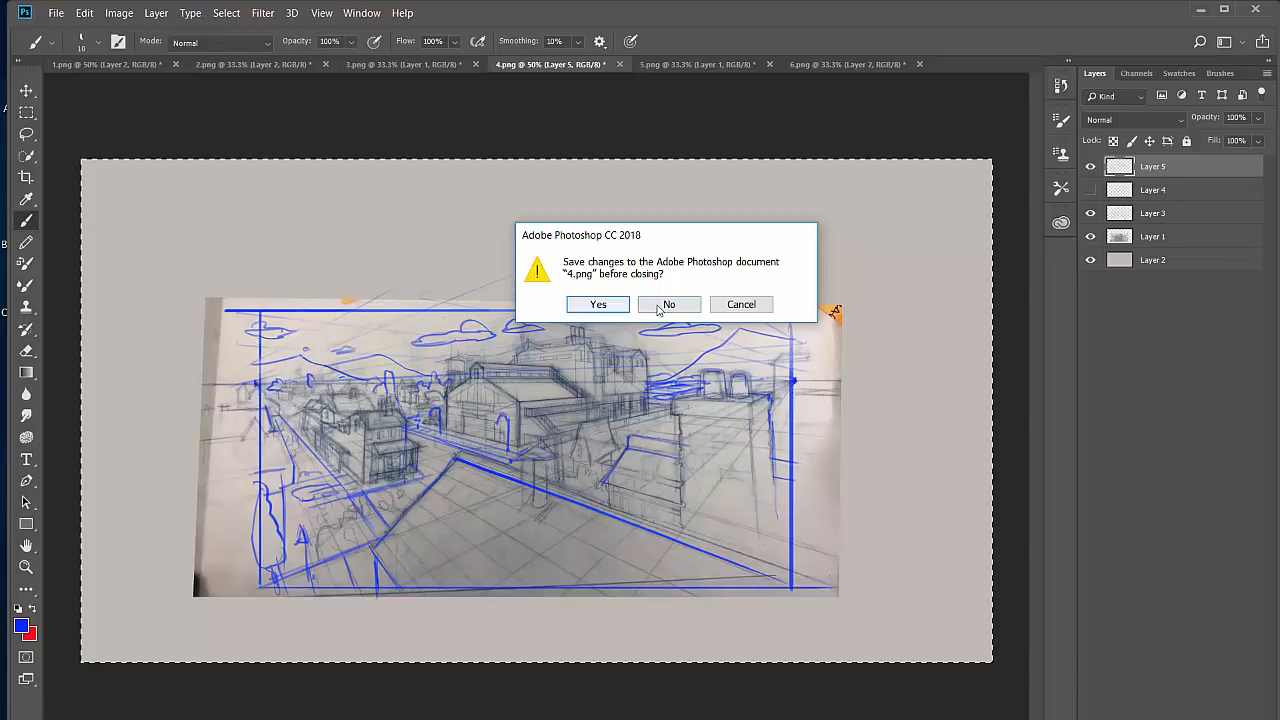 Ps File Edit Image Layer Type Select Filter 3D View Window Help
10 Mode: Normal Opacity: 100% Flow: 100% Smoothing: 10%
1.png @ 50% (Layer 2, RGB/8) * 2.png @ 33.3% (Layer 2, RGB/8) * 3.png @ 33.3% (Layer 1, RGB/8) * 4.png @ 50% (Layer 5, RGB/8) * 5.png @ 33.3% (Layer 1, RGB/8) * 6.png @ 33.3% (Layer 2, RGB/8) *
Layers Channels Swatches Brushes
Kind
Normal Opacity: 100%
Lock: Fill: 100%
Layer 5
Layer 4
Layer 3
Layer 1
Layer 2
Adobe Photoshop CC 2018
Save changes to the Adobe Photoshop document
“4.png” before closing?
Yes No Cancel